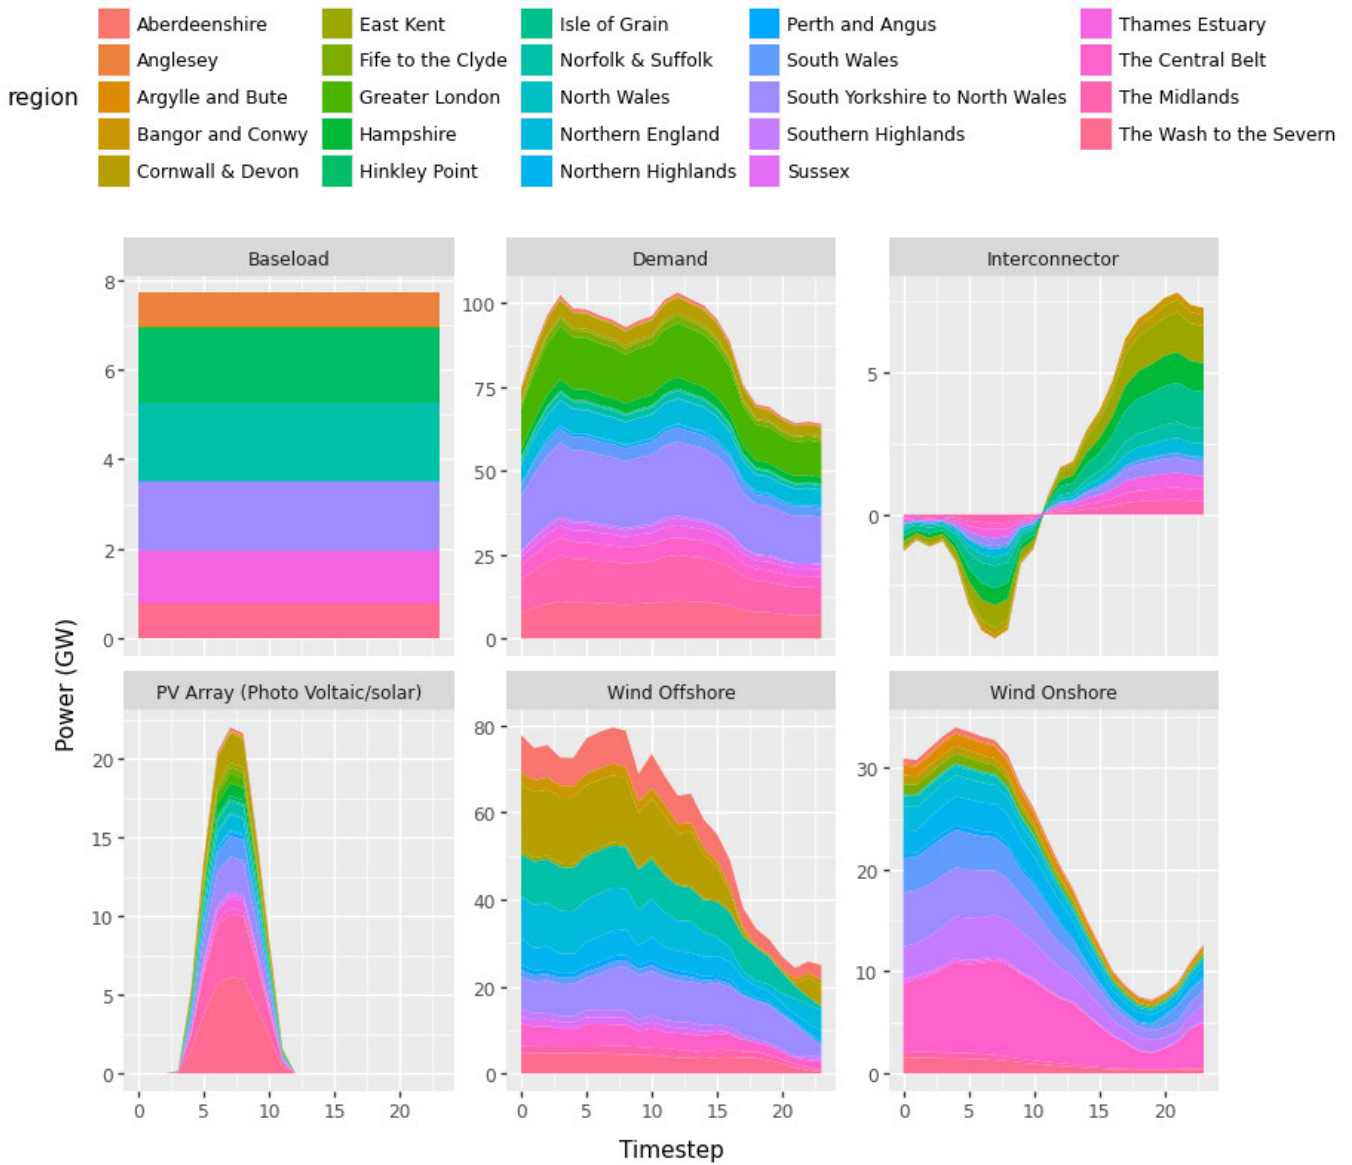 Aberdeenshire East Kent Isle of Grain Perth and Angus Thames Estuary
Anglesey Fife to the Clyde Norfolk & Suffolk South Wales The Central Belt
region Argylle and Bute Greater London North Wales South Yorkshire to North Wales The Midlands
Bangor and Conwy Hampshire Northern England Southern Highlands The Wash to the Severn
Cornwall & Devon Hinkley Point Northern Highlands Sussex
Baseload Demand Interconnector
8
6
4
2
0
100
75
50
25
0
5
0
Power (GW)
PV Array (Photo Voltaic/solar) Wind Offshore Wind Onshore
20
15
10
5
0
80
60
40
20
0
30
20
10
0
0 5 10 15 20 0 5 10 15 20 0 5 10 15 20
Timestep